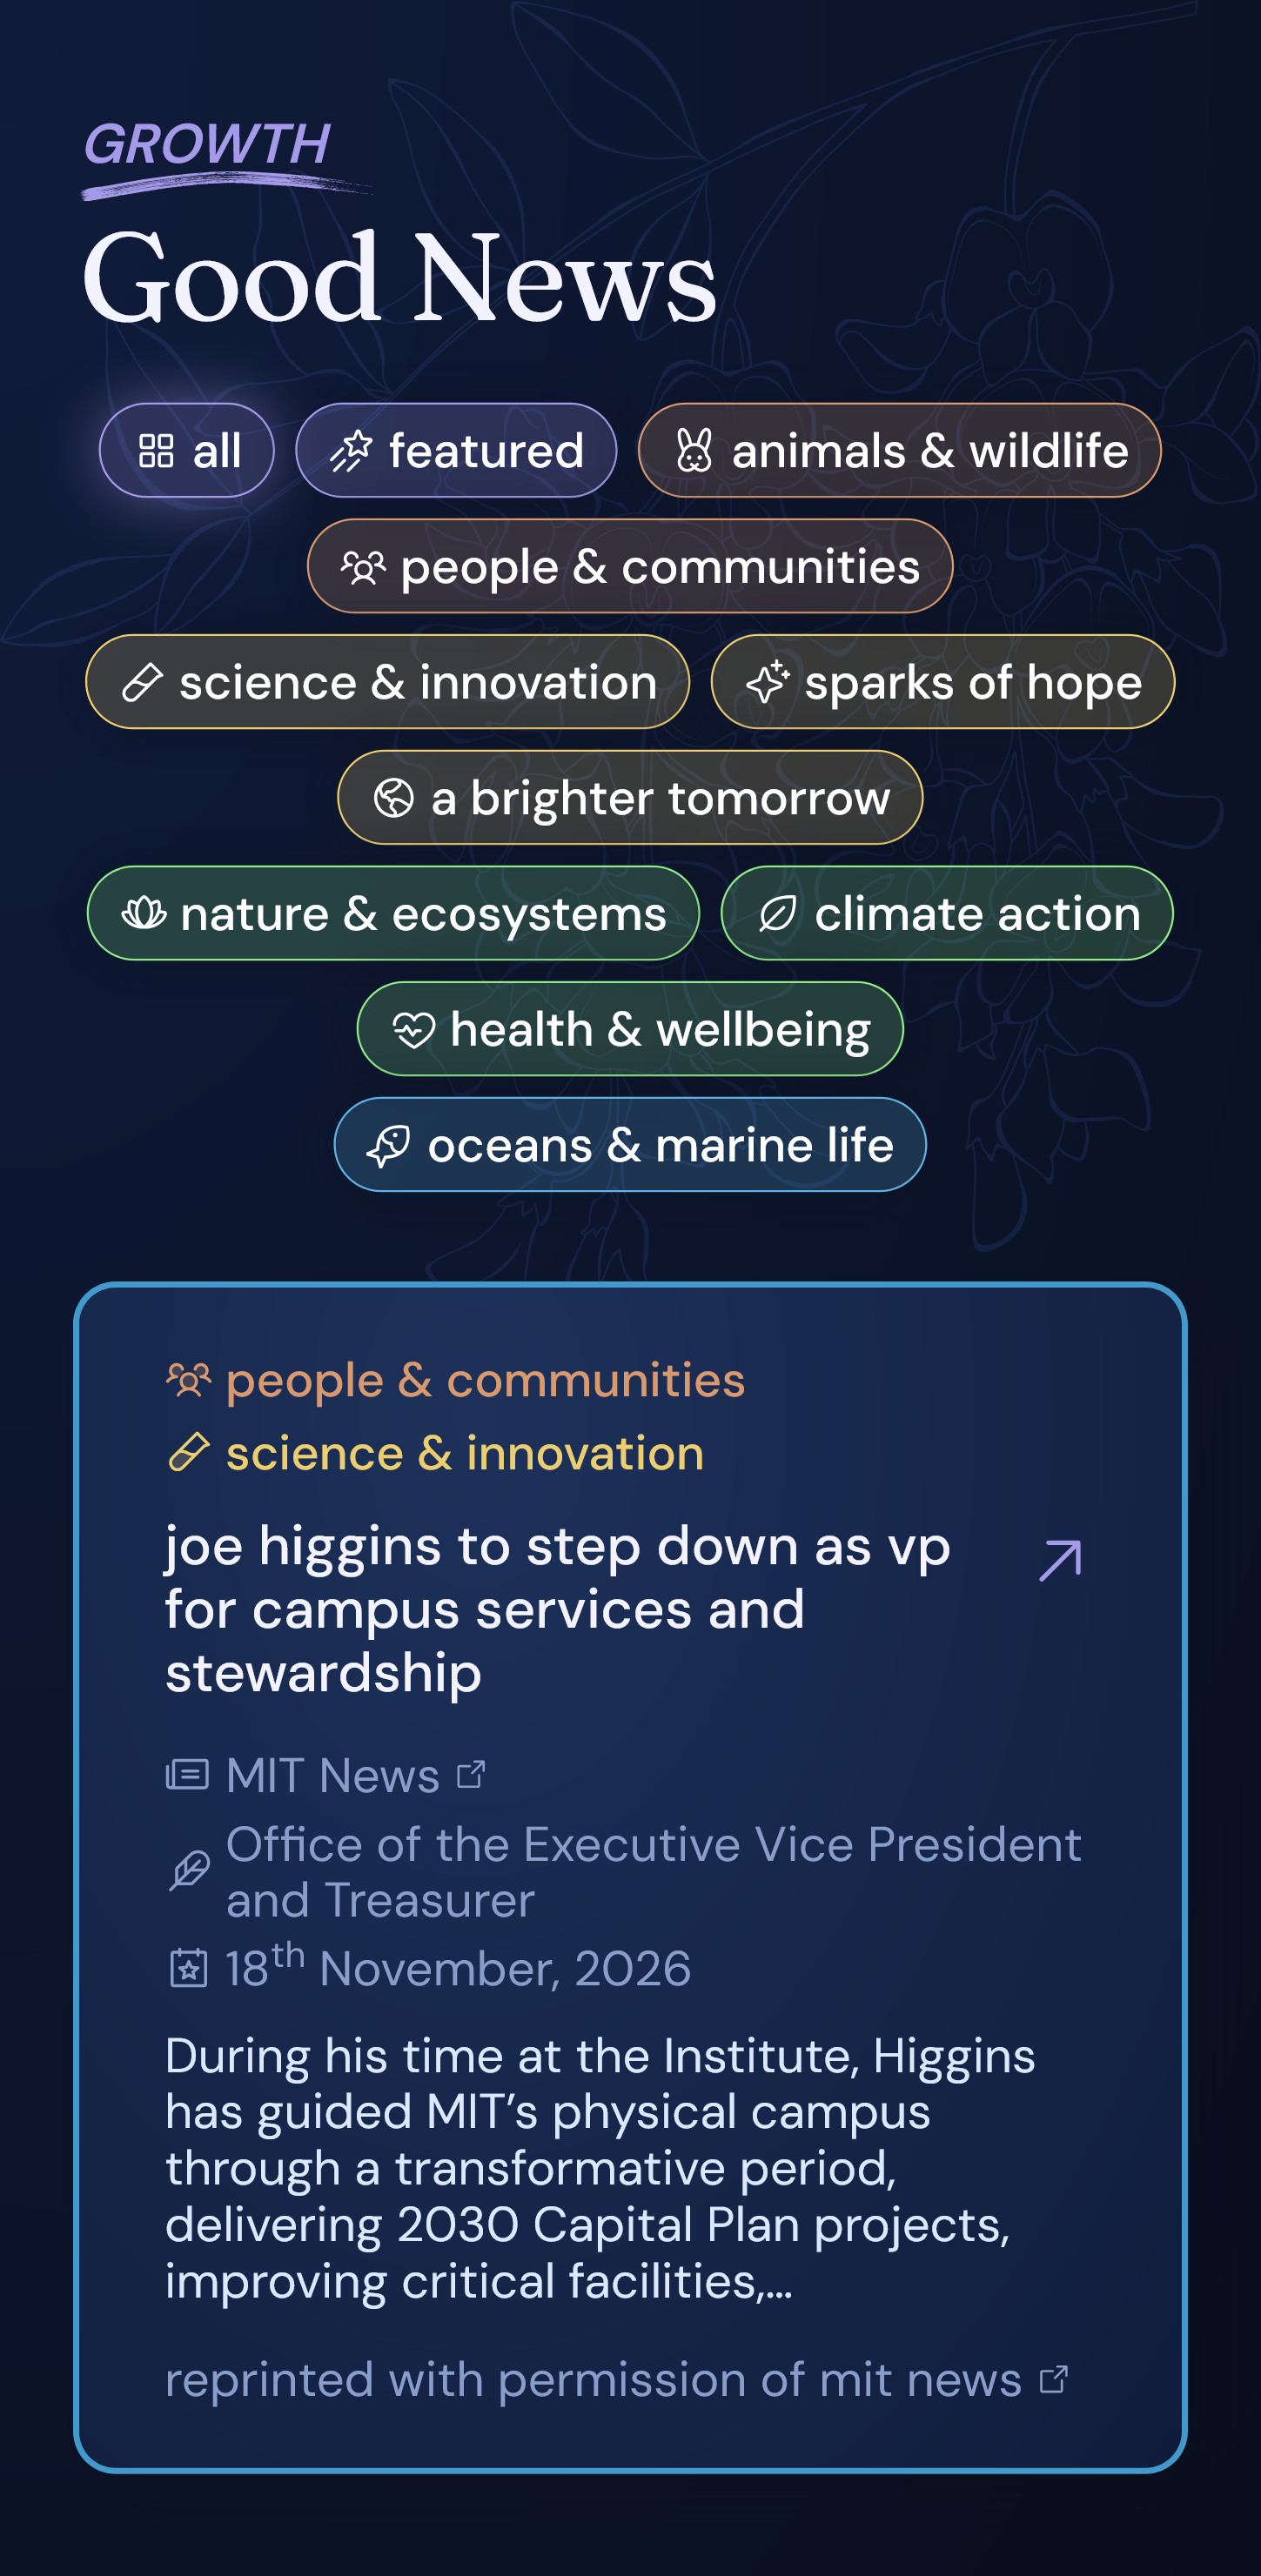 GROWTH
Good News
all
featured
animals & wildlife
people & communities
science & innovation
sparks of hope
a brighter tomorrow
nature & ecosystems
climate action
health & wellbeing
oceans & marine life
people & communities
science & innovation
joe higgins to step down as vp
for campus services and
stewardship
MIT News
Office of the Executive Vice President
and Treasurer
18th November, 2026
During his time at the Institute, Higgins
has guided MIT’s physical campus
through a transformative period,
delivering 2030 Capital Plan projects,
improving critical facilities,...
reprinted with permission of mit news